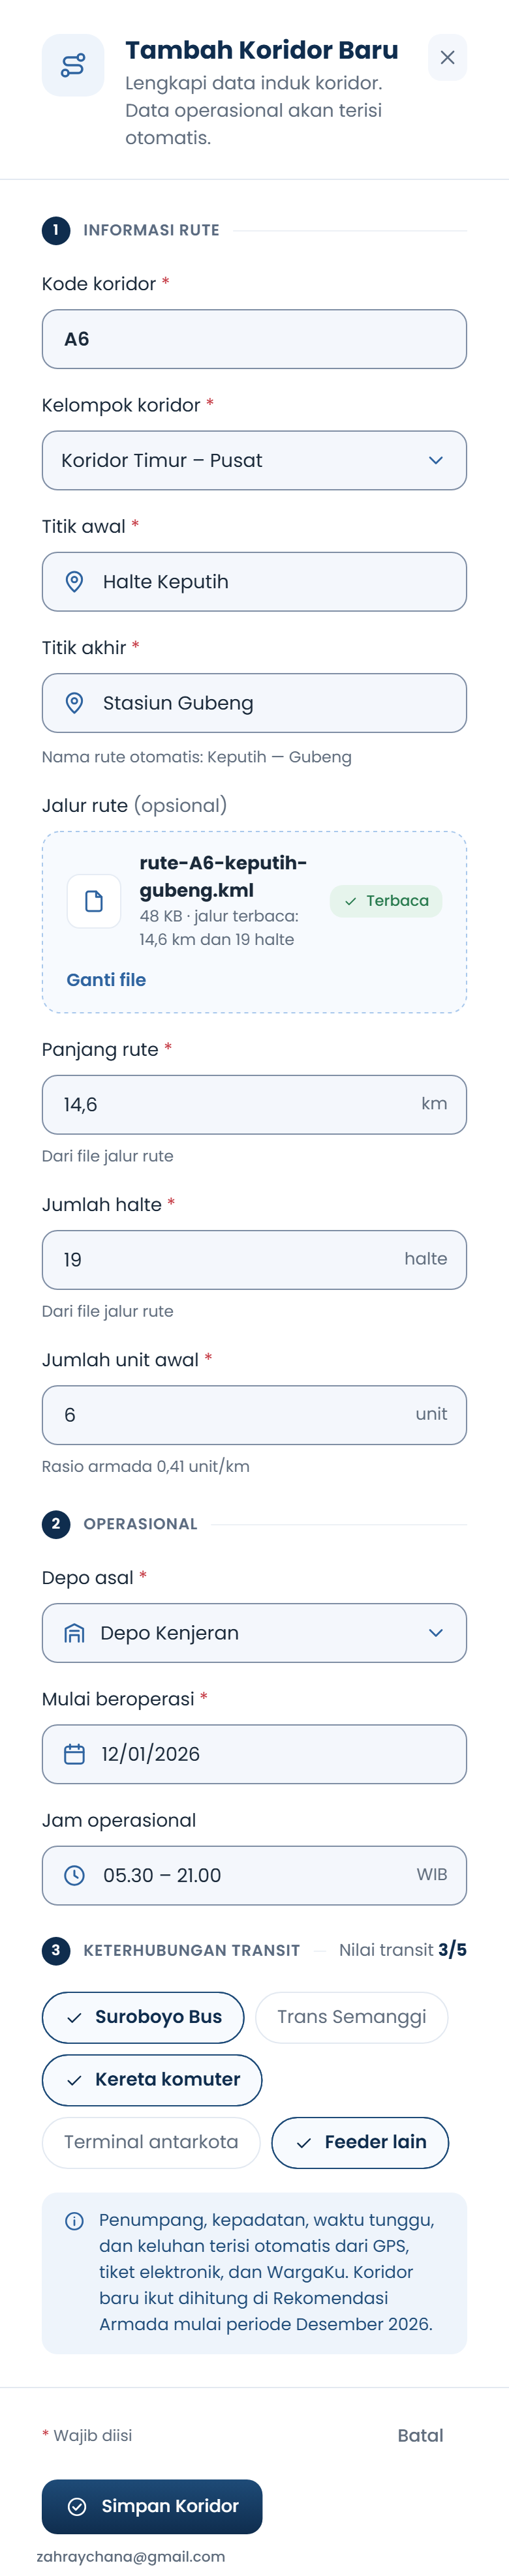 Tambah Koridor Baru
Lengkapi data induk koridor.
Data operasional akan terisi
otomatis.
1 INFORMASI RUTE
Kode koridor *
A6
Kelompok koridor *
Koridor Timur – Pusat
Titik awal *
Halte Keputih
Titik akhir *
Stasiun Gubeng
Nama rute otomatis: Keputih — Gubeng
Jalur rute (opsional)
rute-A6-keputih-
gubeng.kml
48 KB · jalur terbaca:
14,6 km dan 19 halte
Terbaca
Ganti file
Panjang rute *
14,6 km
Dari file jalur rute
Jumlah halte *
19 halte
Dari file jalur rute
Jumlah unit awal *
6 unit
Rasio armada 0,41 unit/km
2 OPERASIONAL
Depo asal *
Depo Kenjeran
Mulai beroperasi *
12/01/2026
Jam operasional
05.30 – 21.00 WIB
3 KETERHUBUNGAN TRANSIT Nilai transit 3/5
Suroboyo Bus Trans Semanggi
Kereta komuter
Terminal antarkota Feeder lain
Penumpang, kepadatan, waktu tunggu,
dan keluhan terisi otomatis dari GPS,
tiket elektronik, dan WargaKu. Koridor
baru ikut dihitung di Rekomendasi
Armada mulai periode Desember 2026.
* Wajib diisi Batal
Simpan Koridor
zahraychana@gmail.com